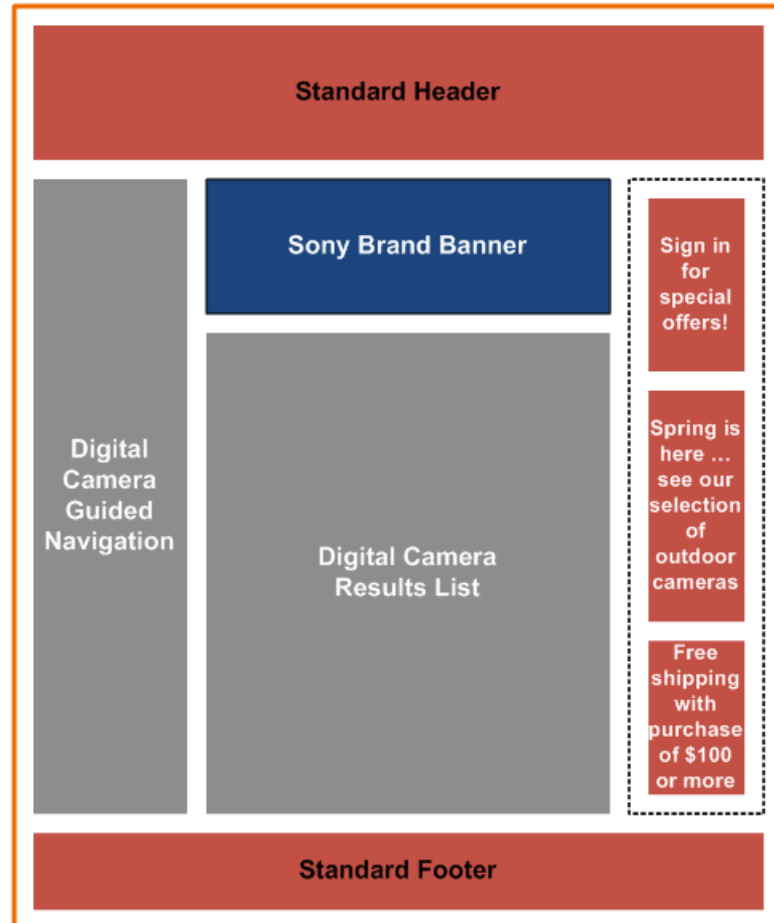 Standard Header
Digital
Camera
Guided
Navigation
Sony Brand Banner
Digital Camera
Results List
Sign in
for
special
offers!
Spring is
here …
see our
selection
of
outdoor
cameras
Free
shipping
with
purchase
of $100
or more
Standard Footer